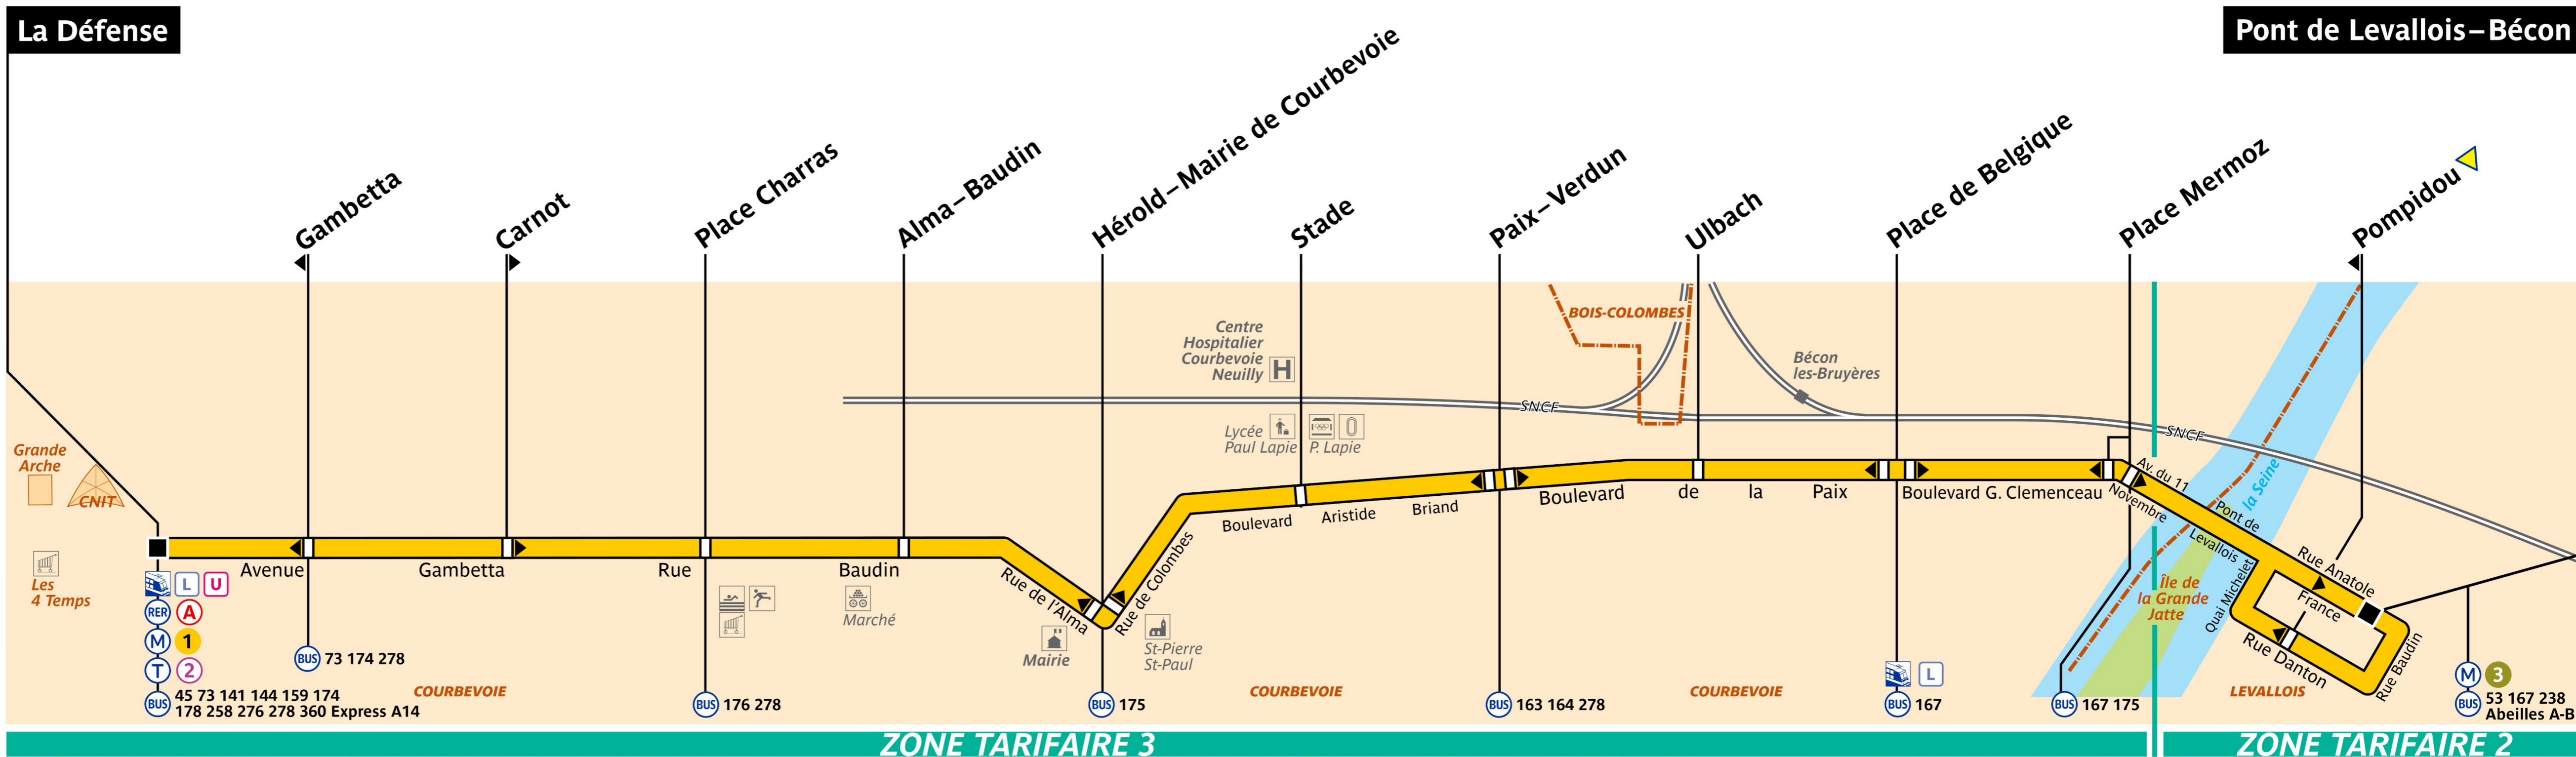 La Défense
Pont de Levallois–Bécon
Gambetta
Carnot
Place Charras
Alma–Baudin
Hérold–Mairie de Courbevoie
Stade
Paix–Verdun
Ulbach
Place de Belgique
Place Mermoz
Pompidou
BOIS-COLOMBES
Centre
Hospitalier
Courbevoie
Neuilly
H
Bécon
les-Bruyères
SNCF
SNCF
Lycée
Paul Lapie
P. Lapie
Grande
Arche
CNIT
Les
4 Temps
Avenue
Gambetta
Rue
Baudin
Rue de l'Alma
Rue de Colombes
Boulevard
Aristide
Briand
Boulevard
de
la
Paix
Boulevard G. Clemenceau
Av. du 11
Novembre
Pont de
Levallois
la Seine
Île de
la Grande
Jatte
Quai Michelet
Rue Anatole
France
Rue Danton
Rue Baudin
Marché
Mairie
St-Pierre
St-Paul
L U
RER A
M 1
T 2
BUS 45 73 141 144 159 174
178 258 276 278 360 Express A14
BUS 73 174 278
COURBEVOIE
BUS 176 278
BUS 175
COURBEVOIE
BUS 163 164 278
COURBEVOIE
L
BUS 167
BUS 167 175
LEVALLOIS
M 3
BUS 53 167 238
Abeilles A-B
ZONE TARIFAIRE 3
ZONE TARIFAIRE 2